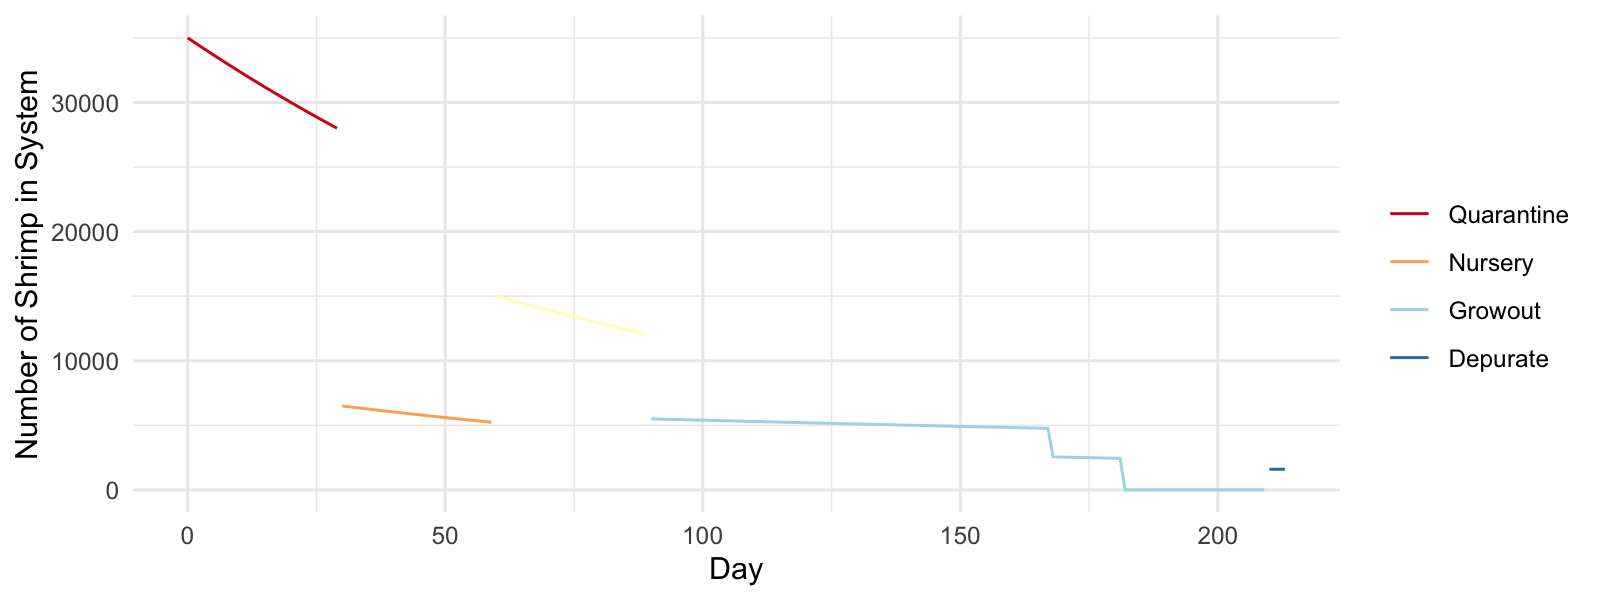 Number of Shrimp in System
30000
20000
10000
0
0 50 100 150 200
Day
Quarantine
Nursery
Growout
Depurate